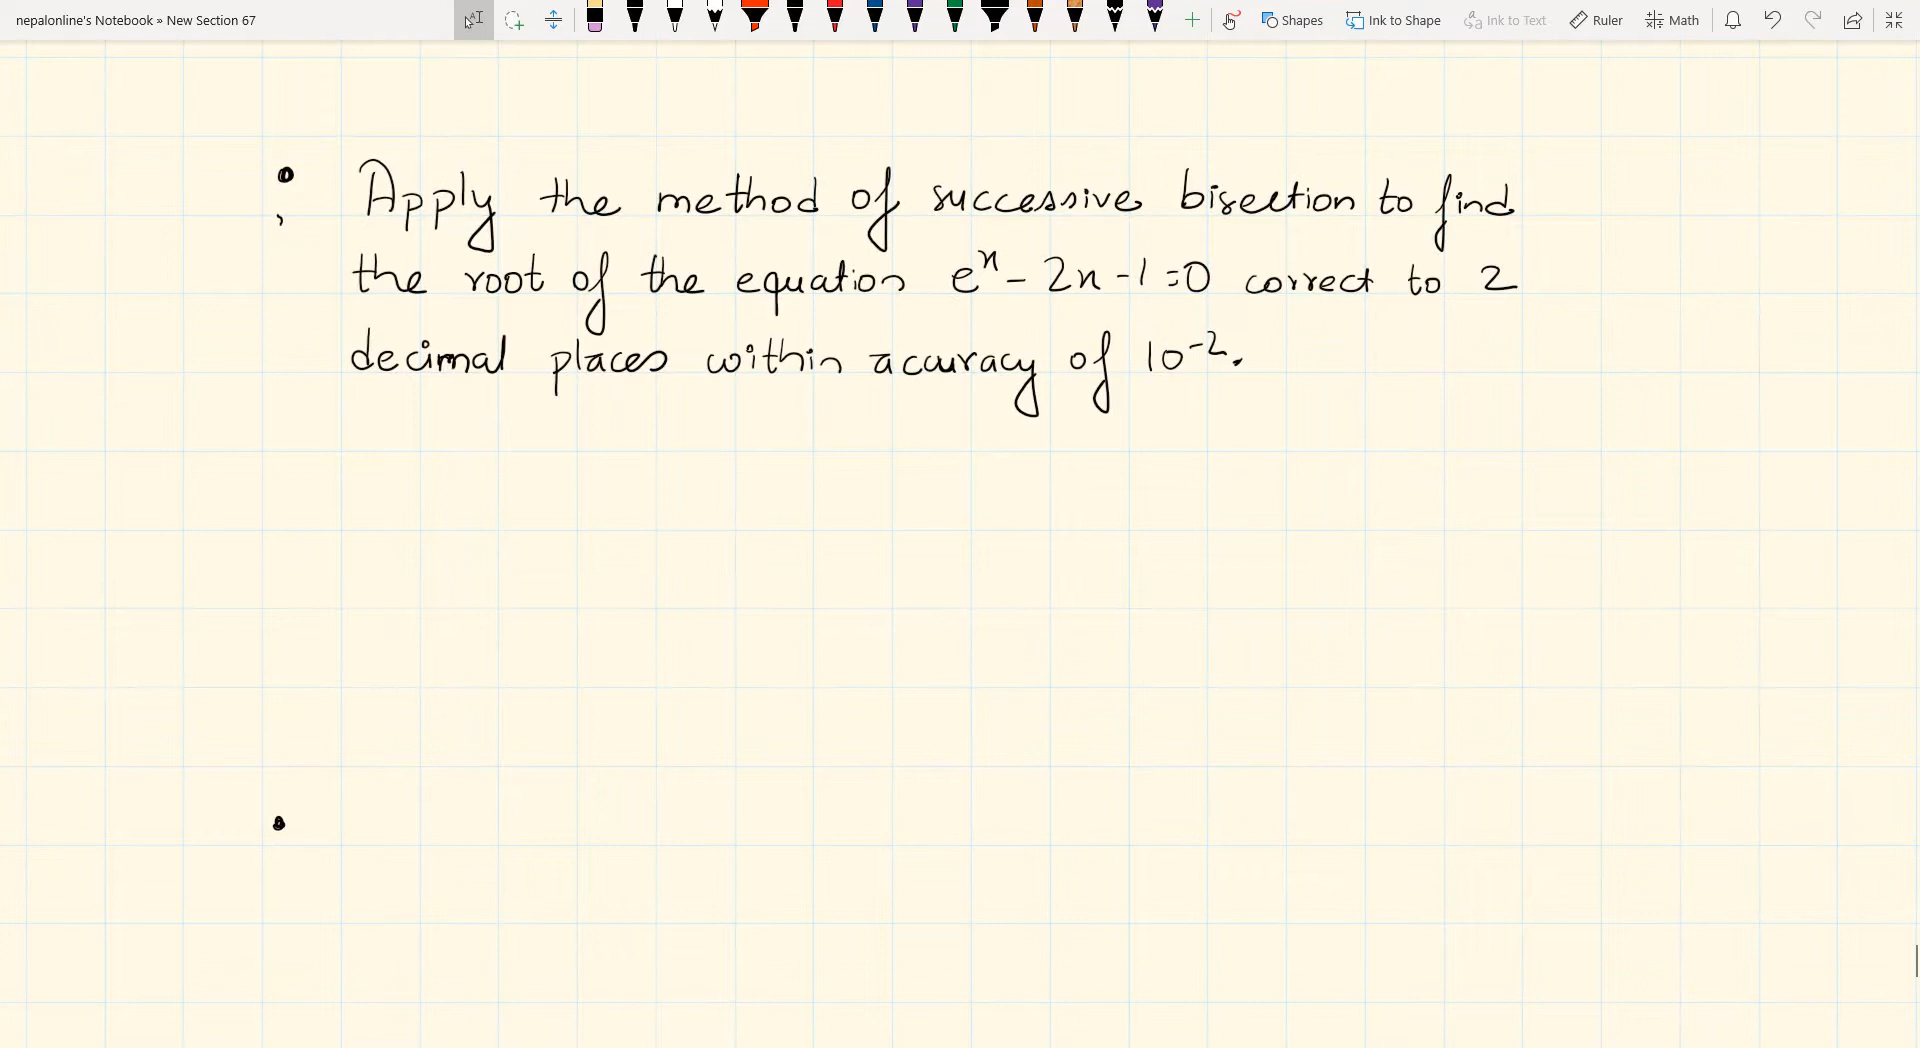 nepalonline's Notebook » New Section 67
Shapes Ink to Shape Ink to Text Ruler Math
Apply the method of successive bisection to find
the root of the equation eˣ - 2x - 1 = 0 correct to 2
decimal places within accuracy of 10⁻².